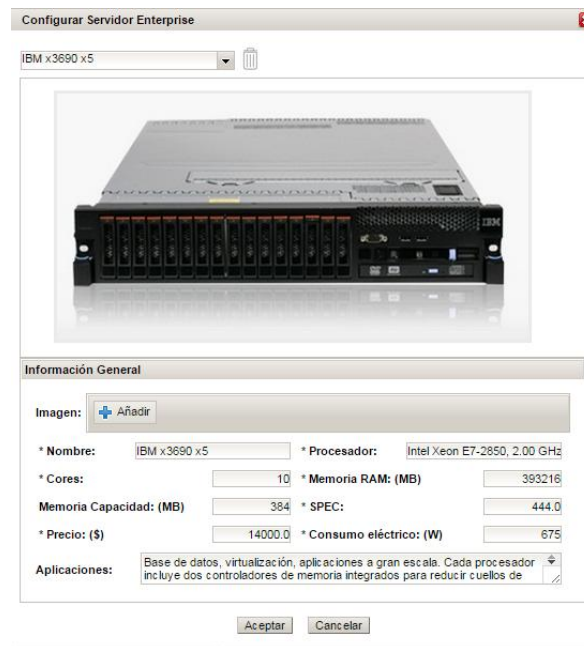 Configurar Servidor Enterprise
IBM x3690 x5
IBM
Información General
Imagen: Añadir
* Nombre: IBM x3690 x5 * Procesador: Intel Xeon E7-2850, 2.00 GHz
* Cores: 10 * Memoria RAM: (MB) 393216
Memoria Capacidad: (MB) 384 * SPEC: 444.0
* Precio: ($) 14000.0 * Consumo eléctrico: (W) 675
Aplicaciones: Base de datos, virtualización, aplicaciones a gran escala. Cada procesador
incluye dos controladores de memoria integrados para reducir cuellos de
Aceptar Cancelar